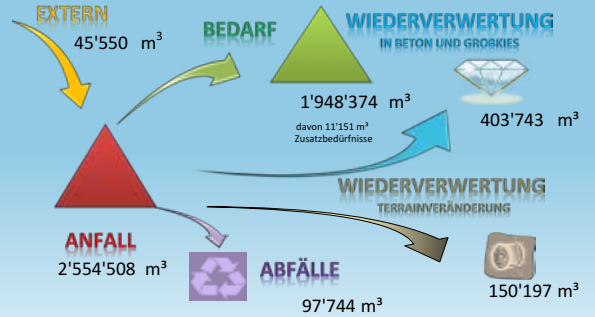 EXTERN
45'550 m³
BEDARF
1'948'374 m³
davon 11'151 m³
Zusatzbedürfnisse
WIEDERVERWERTUNG
IN BETON UND GROBKIES
403'743 m³
WIEDERVERWERTUNG
TERRAINVERÄNDERUNG
150'197 m³
ANFALL
2'554'508 m³
ABFÄLLE
97'744 m³